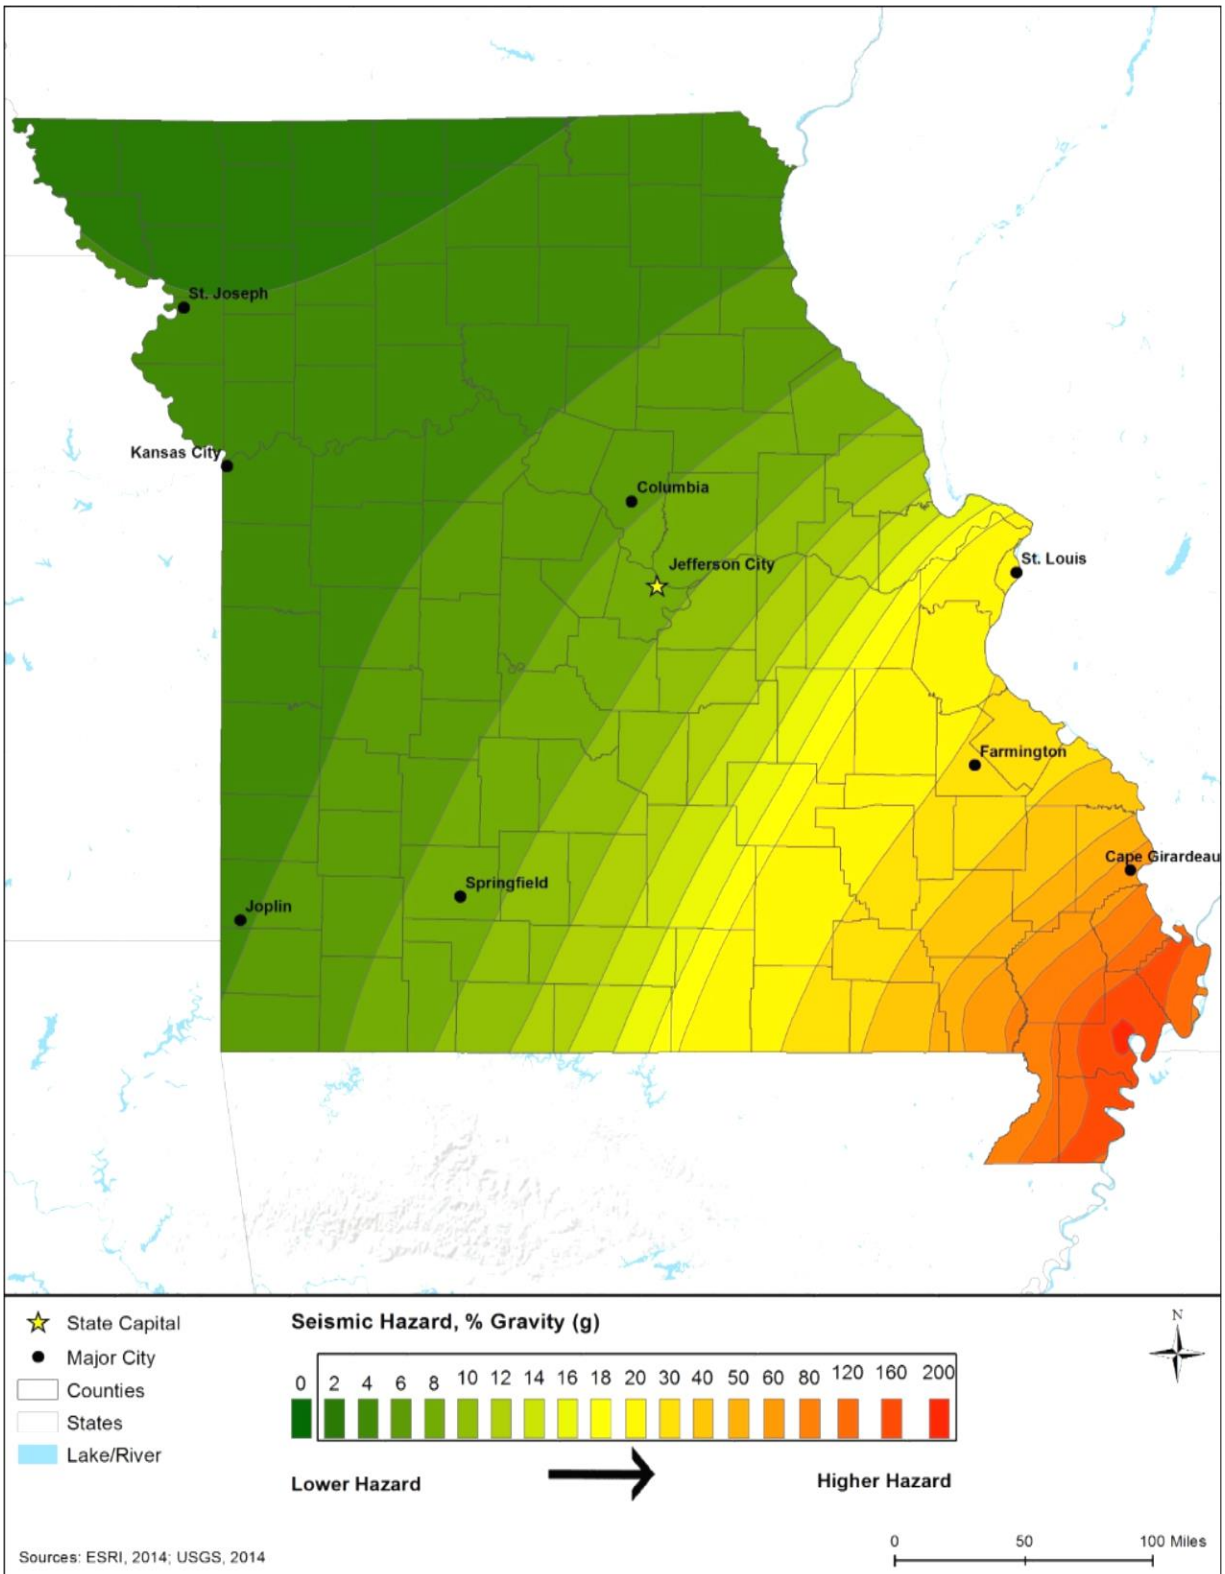 St. Joseph
Kansas City
Columbia
Jefferson City
St. Louis
Farmington
Cape Girardeau
Springfield
Joplin
State Capital
Major City
Counties
States
Lake/River
Seismic Hazard, % Gravity (g)
0 2 4 6 8 10 12 14 16 18 20 30 40 50 60 80 120 160 200
Lower Hazard
Higher Hazard
N
0 50 100 Miles
Sources: ESRI, 2014; USGS, 2014